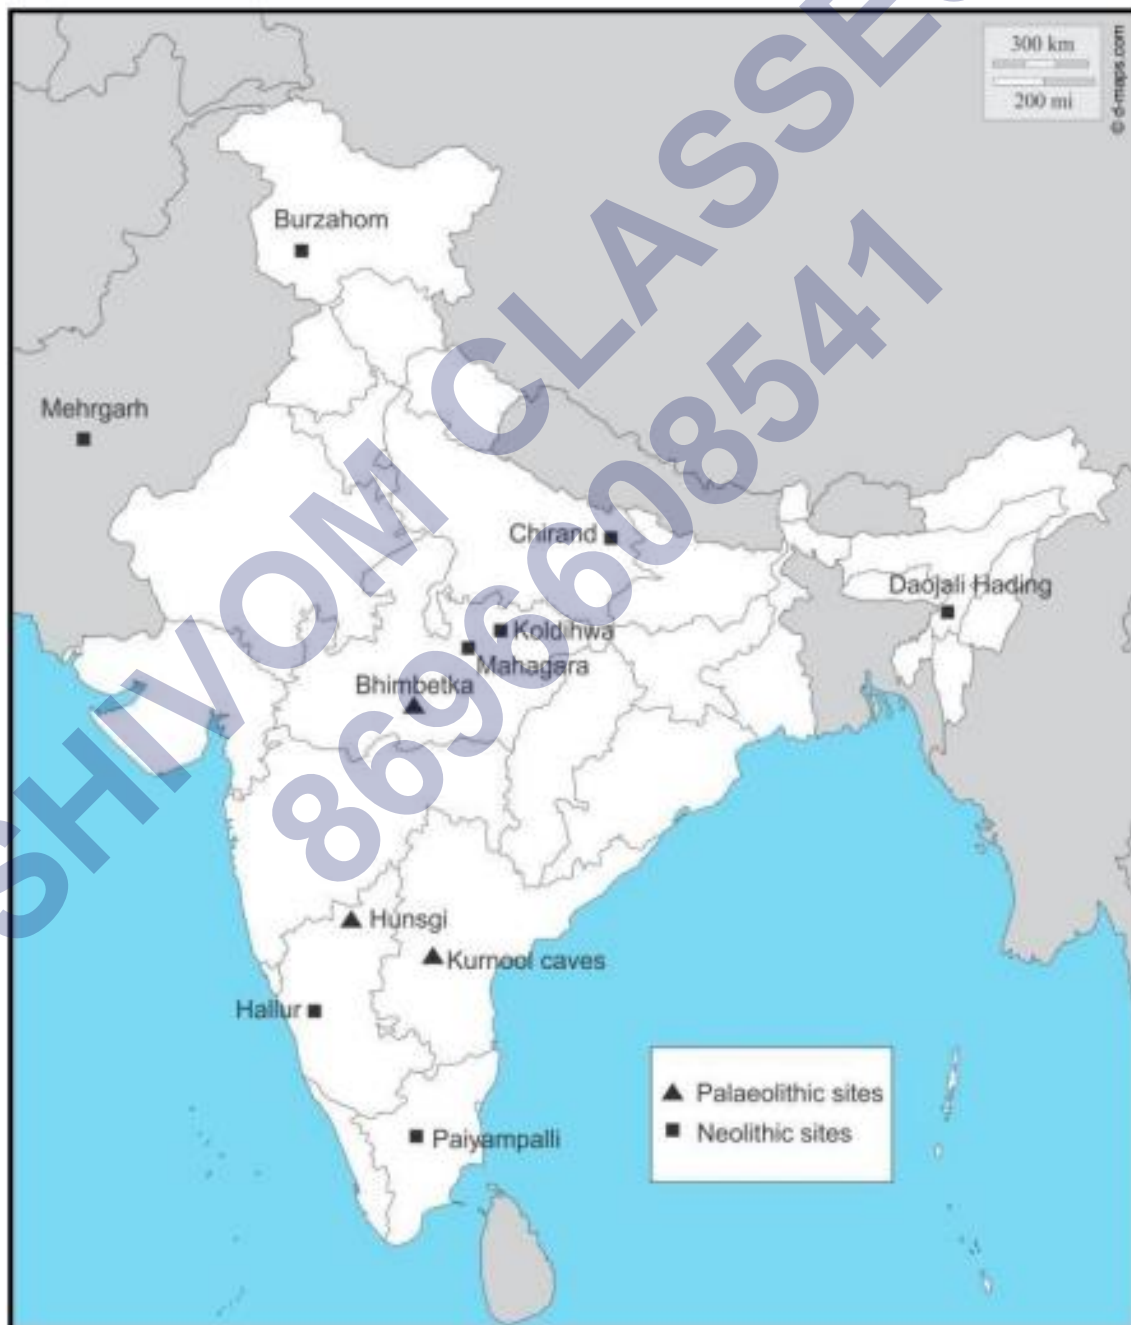 300 km
200 mi
© d-maps.com
Burzahom
Mehrgarh
Chirand
Daojali Hading
Koldihwa
Mahagara
Bhimbetka
Hunsgi
Kurnool caves
Hallur
Palaeolithic sites
Neolithic sites
Paiyampalli
SHIVOM CLASSES
8696608541